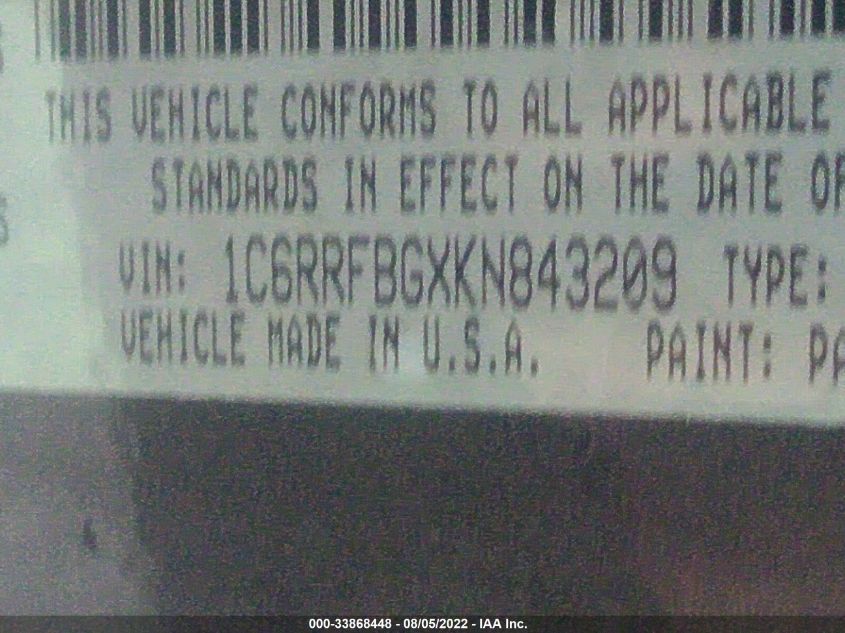 THIS VEHICLE CONFORMS TO ALL APPLICABLE
STANDARDS IN EFFECT ON THE DATE OF
VIN: 1C6RRFBGXKN843209 TYPE:
VEHICLE MADE IN U.S.A. PAINT: PA
000-33868448 - 08/05/2022 - IAA Inc.